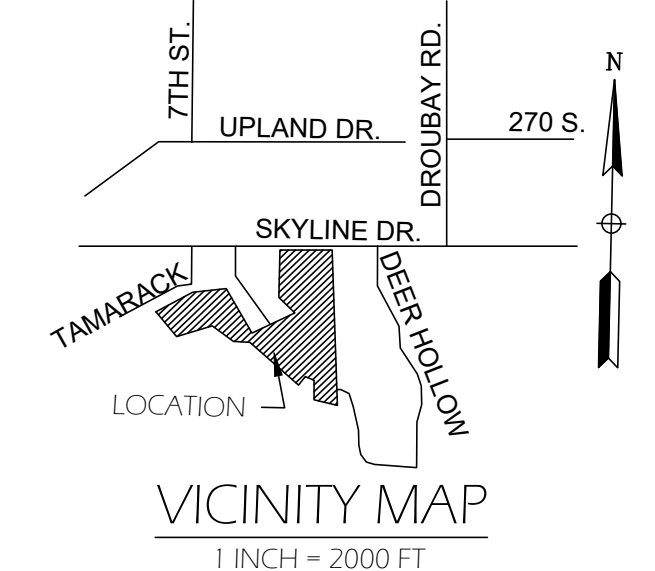 7TH ST.
DROUBAY RD.
N
UPLAND DR.
270 S.
SKYLINE DR.
TAMARACK
DEER HOLLOW
LOCATION
VICINITY MAP
1 INCH = 2000 FT